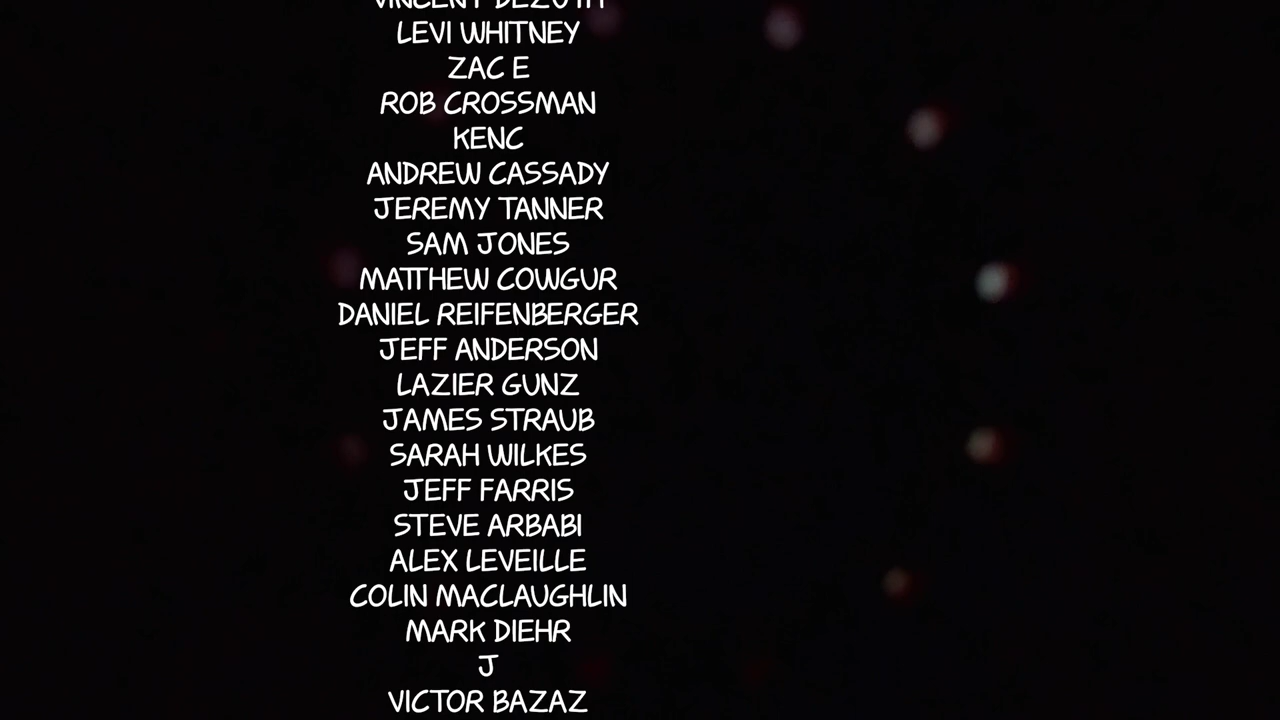 VINCENT
LEVI WHITNEY
ZAC E
ROB CROSSMAN
KENC
ANDREW CASSADY
JEREMY TANNER
SAM JONES
MATTHEW COWGUR
DANIEL REIFENBERGER
JEFF ANDERSON
LAZIER GUNZ
JAMES STRAUB
SARAH WILKES
JEFF FARRIS
STEVE ARBABI
ALEX LEVEILLE
COLIN MACLAUGHLIN
MARK DIEHR
J
VICTOR BAZAZ